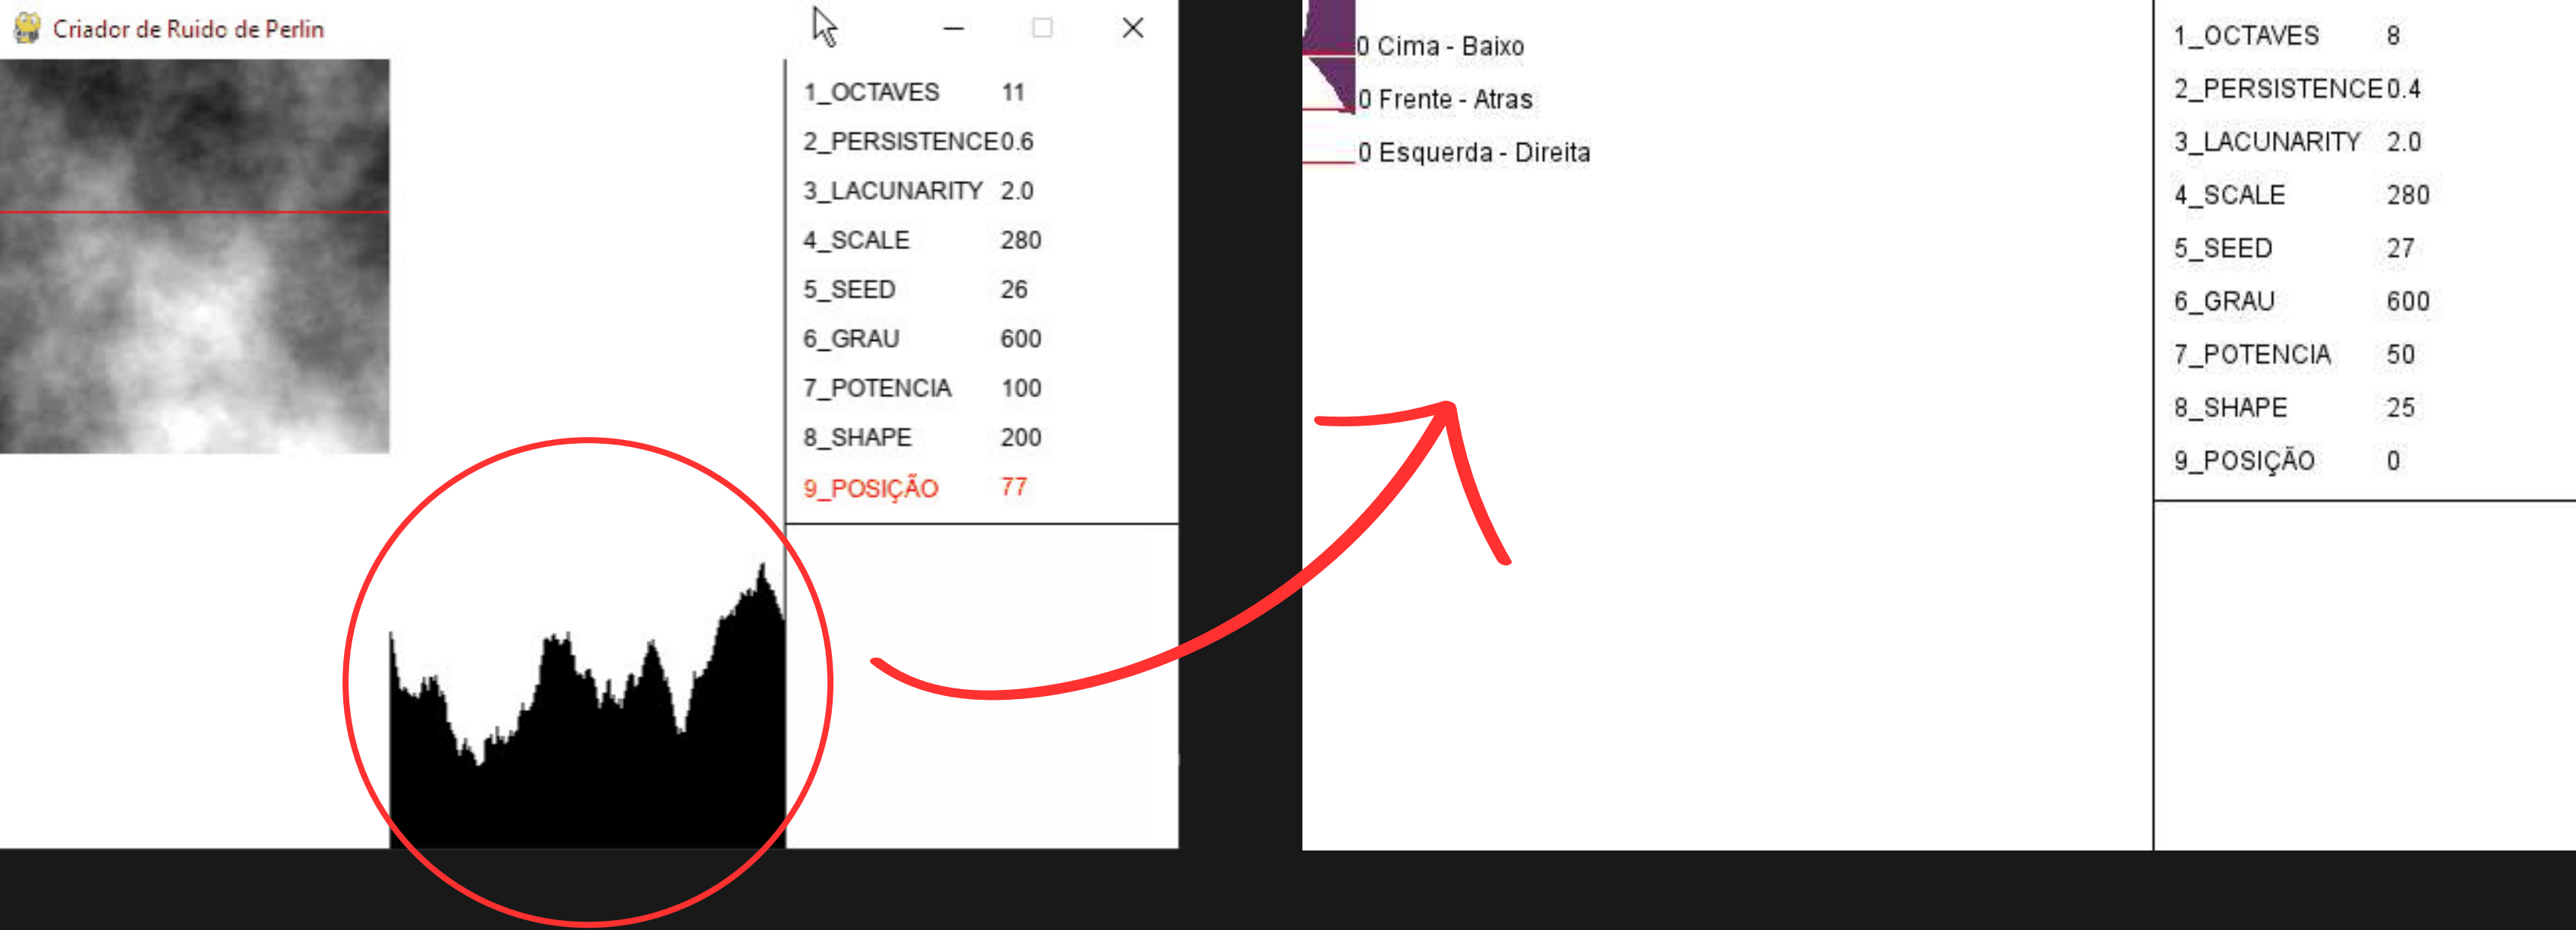 Criador de Ruido de Perlin
1_OCTAVES 11
2_PERSISTENCE 0.6
3_LACUNARITY 2.0
4_SCALE 280
5_SEED 26
6_GRAU 600
7_POTENCIA 100
8_SHAPE 200
9_POSIÇÃO 77
0 Cima - Baixo
0 Frente - Atras
0 Esquerda - Direita
1_OCTAVES 8
2_PERSISTENCE 0.4
3_LACUNARITY 2.0
4_SCALE 280
5_SEED 27
6_GRAU 600
7_POTENCIA 50
8_SHAPE 25
9_POSIÇÃO 0